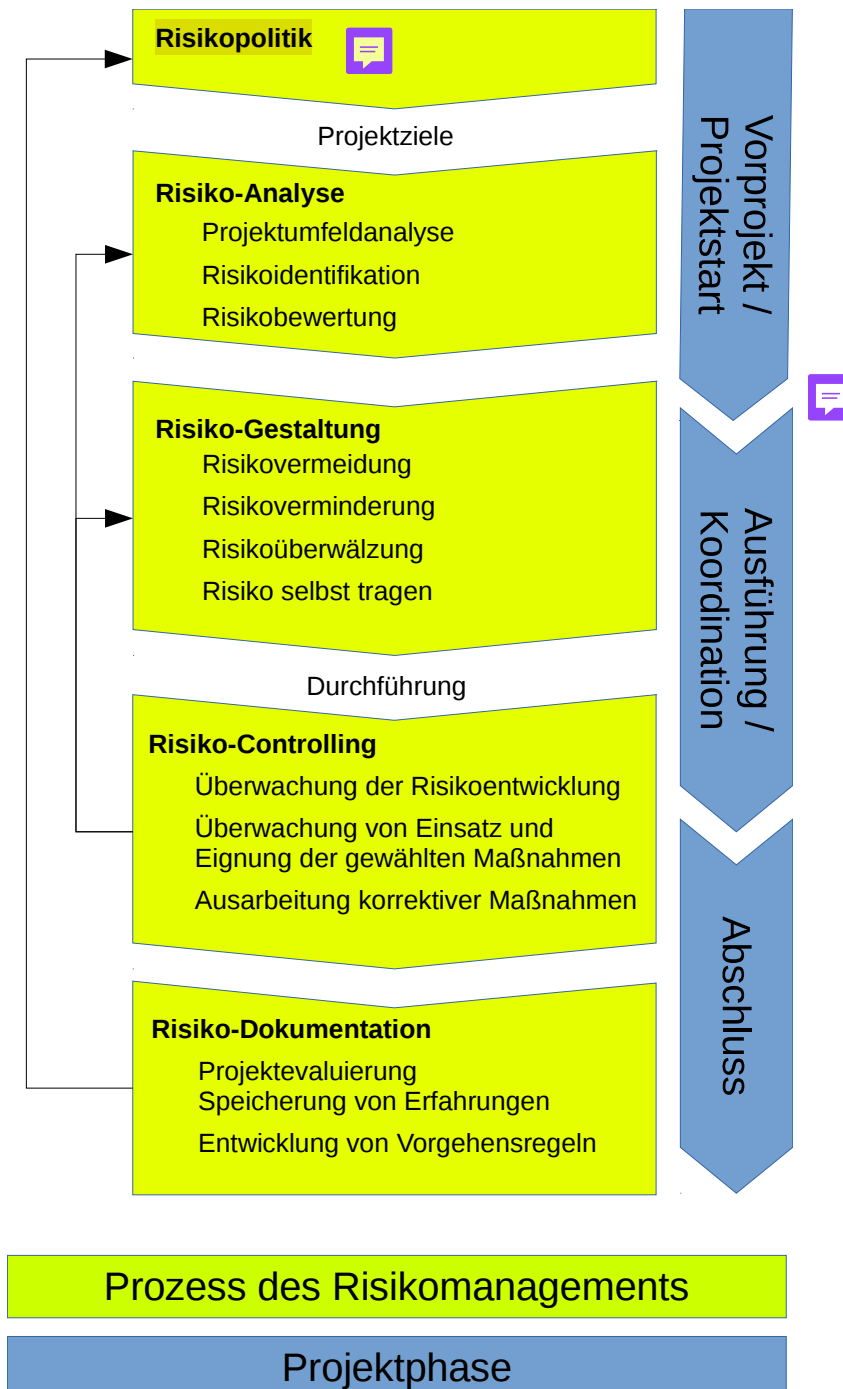 Risikopolitik
Projektziele
Risiko-Analyse
Projektumfeldanalyse
Risikoidentifikation
Risikobewertung
Risiko-Gestaltung
Risikovermeidung
Risikoverminderung
Risikoüberwälzung
Risiko selbst tragen
Durchführung
Risiko-Controlling
Überwachung der Risikoentwicklung
Überwachung von Einsatz und
Eignung der gewählten Maßnahmen
Ausarbeitung korrektiver Maßnahmen
Risiko-Dokumentation
Projektevaluierung
Speicherung von Erfahrungen
Entwicklung von Vorgehensregeln
Vorprojekt /
Projektstart
Ausführung /
Koordination
Abschluss
Prozess des Risikomanagements
Projektphase